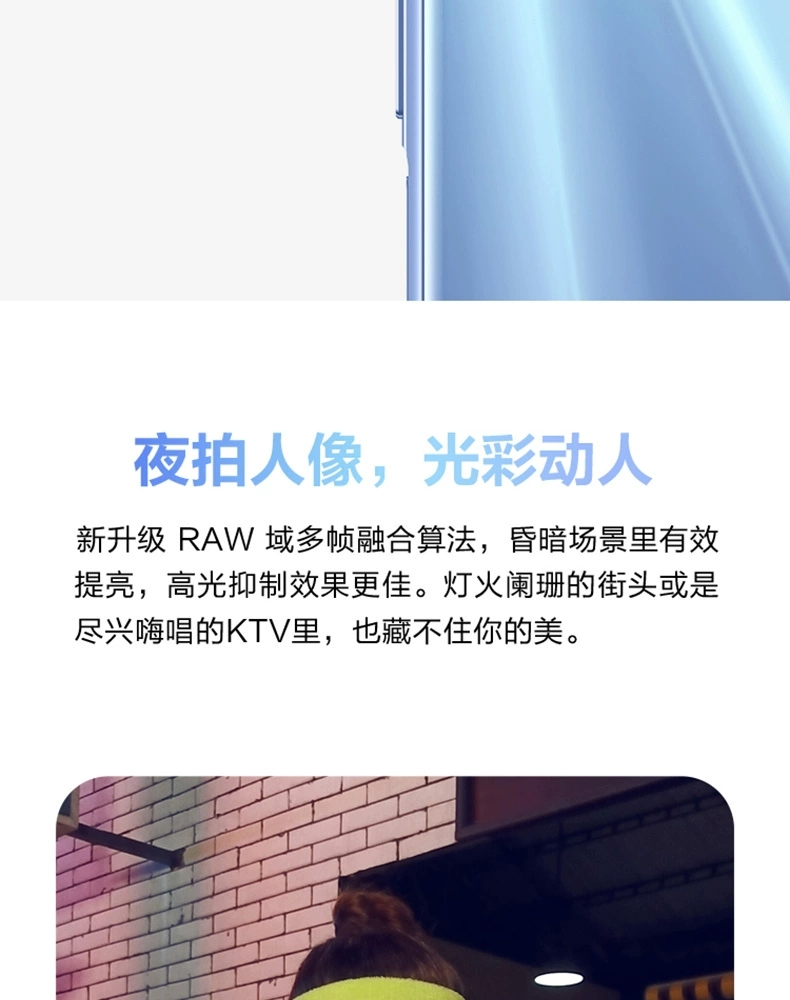 夜拍人像，光彩动人
新升级 RAW 域多帧融合算法，昏暗场景里有效
提亮，高光抑制效果更佳。灯火阑珊的街头或是
尽兴嗨唱的KTV里，也藏不住你的美。